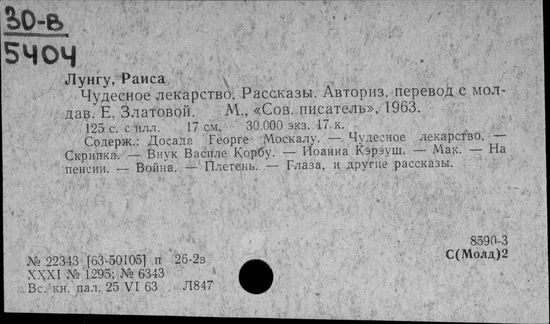 30-В
5404
Лунгу, Раиса
Чудесное лекарство. Рассказы. Авториз. перевод с мол-
дав. Е. Златовой. М., «Сов. писатель», 1963.
125 с. с илл. 17 см. 30.000 экз. 17 к.
Содерж.: Досада Георге Москалу. — Чудесное лекарство. —
Скрипка. — Внук Василе Корбу. — Иоанна Кэрэуш. — Мак. — На
пенсии. — Война. — Плетень. — Глаза, и другие рассказы.
8590-3
№ 22343 [63-50105] п 26-2в С(Молд)2
XXXI № 1295; № 6343
Вс. кн. пал. 25 VI 63 Л847